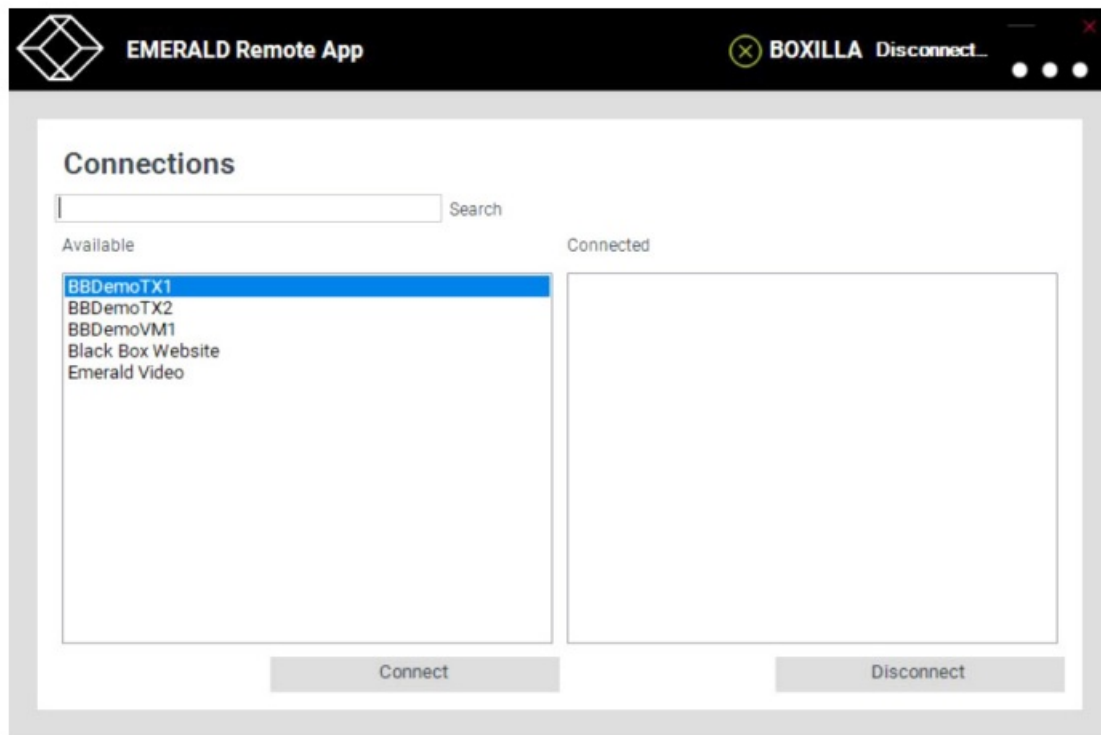 EMERALD Remote App
BOXILLA Disconnect...
Connections
Search
Available
Connected
BBDemoTX1
BBDemoTX2
BBDemoVM1
Black Box Website
Emerald Video
Connect
Disconnect